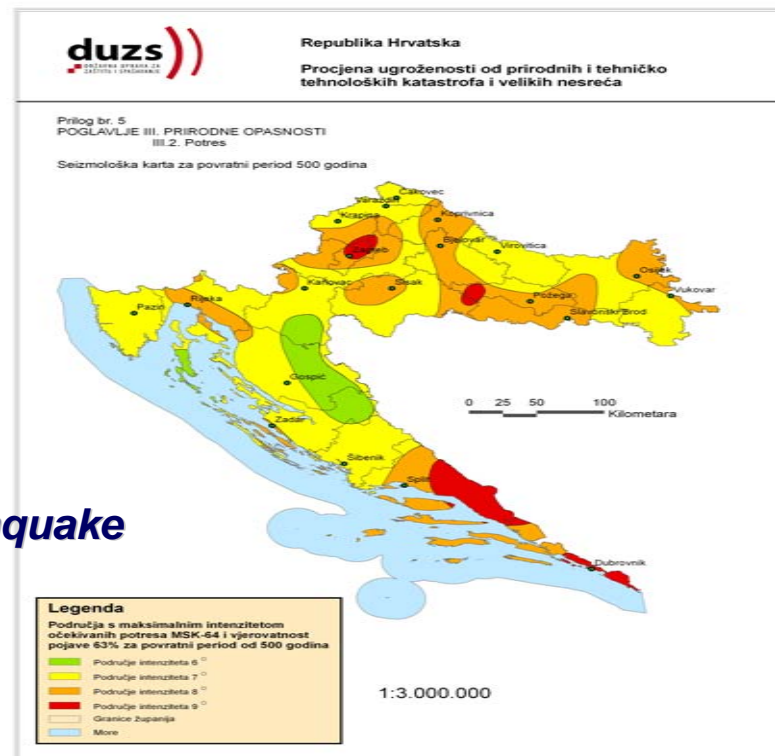 duzs))
DRŽAVNA UPRAVA ZA
ZAŠTITU I SPAŠAVANJE
Republika Hrvatska
Procjena ugroženosti od prirodnih i tehničko
tehnoloških katastrofa i velikih nesreća
Prilog br. 5
POGLAVLJE III. PRIRODNE OPASNOSTI
III.2. Potres
Seizmološka karta za povratni period 500 godina
Čakovec
Varaždin
Krapina
Koprivnica
Zagreb
Bjelovar
Virovitica
Osijek
Karlovac
Sisak
Požega
Vukovar
Rijeka
Pazin
Slavonski Brod
Gospić
0 25 50 100
Kilometara
Zadar
Šibenik
Split
quake
Dubrovnik
Legenda
Područja s maksimalnim intenzitetom
očekivanih potresa MSK-64 i vjerovatnost
pojave 63% za povratni period od 500 godina
Područje intenziteta 6 °
Područje intenziteta 7 °
Područje intenziteta 8 °
Područje intenziteta 9 °
Granice županija
More
1:3.000.000